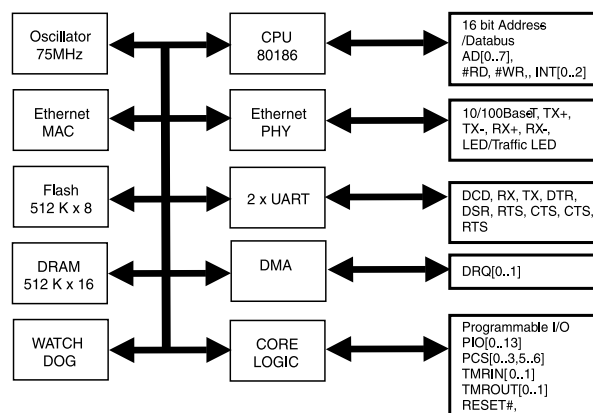 Oscillator
75MHz
CPU
80186
16 bit Address
/Databus
AD[0..7],
#RD, #WR,, INT[0..2]
Ethernet
MAC
Ethernet
PHY
10/100BaseT, TX+,
TX-, RX+, RX-,
LED/Traffic LED
Flash
512 K x 8
2 x UART
DCD, RX, TX, DTR,
DSR, RTS, CTS, CTS,
RTS
DRAM
512 K x 16
DMA
DRQ[0..1]
WATCH
DOG
CORE
LOGIC
Programmable I/O
PIO[0..13]
PCS[0..3,5..6]
TMRIN[0..1]
TMROUT[0..1]
RESET#,